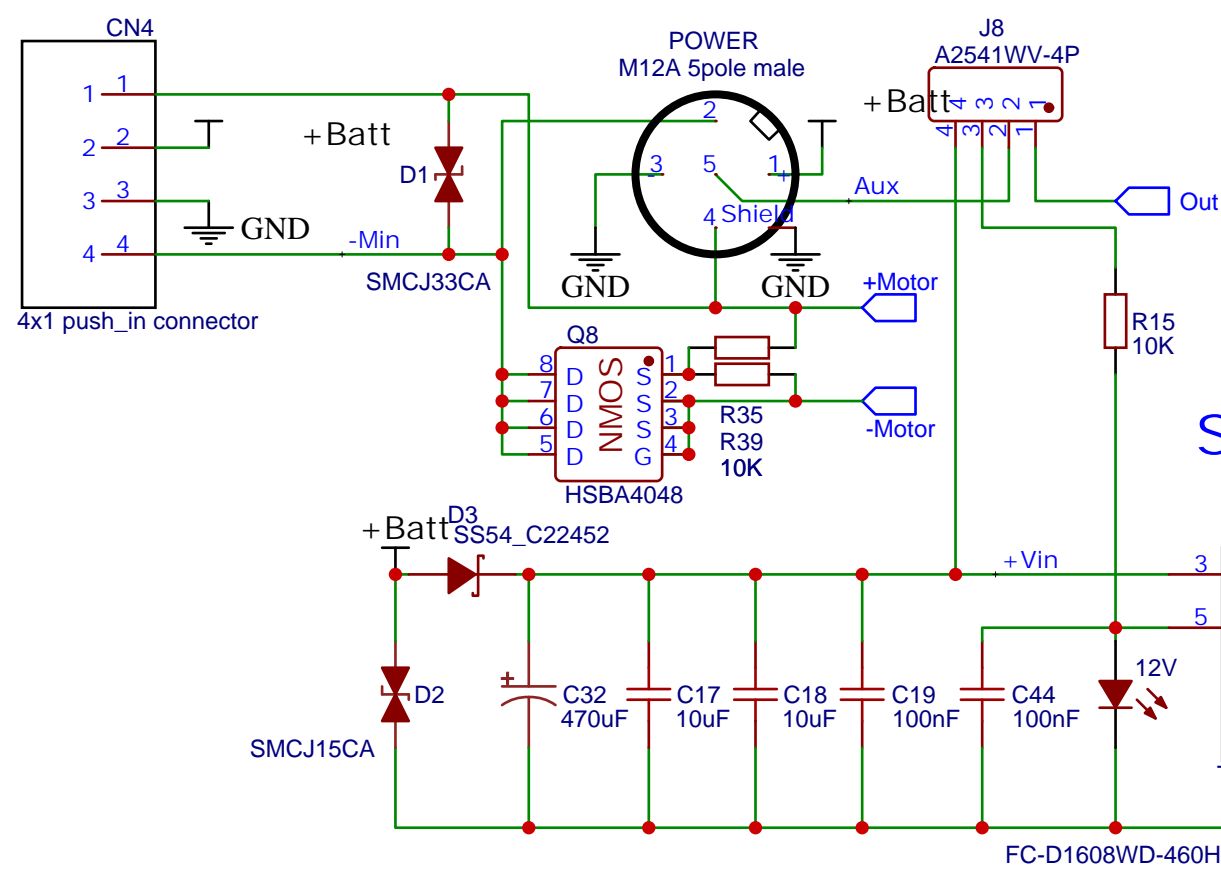 CN4
1 1
2 2
3 3
4 4
4x1 push_in connector
+Batt
GND
-Min
D1
SMCJ33CA
POWER
M12A 5pole male
2
3
-
5
1
+
4
Shield
GND
GND
+Batt
J8
A2541WV-4P
4 3 2 1
4 3 2 1
Aux
Out
+Motor
-Motor
R15
10K
Q8
NMOS
8 D S 1
7 D S 2
6 D S 3
5 D G 4
HSBA4048
R35
R39
10K
S
+Batt
D3
SS54_C22452
+Vin
3
5
D2
SMCJ15CA
C32
470uF
C17
10uF
C18
10uF
C19
100nF
C44
100nF
12V
FC-D1608WD-460H